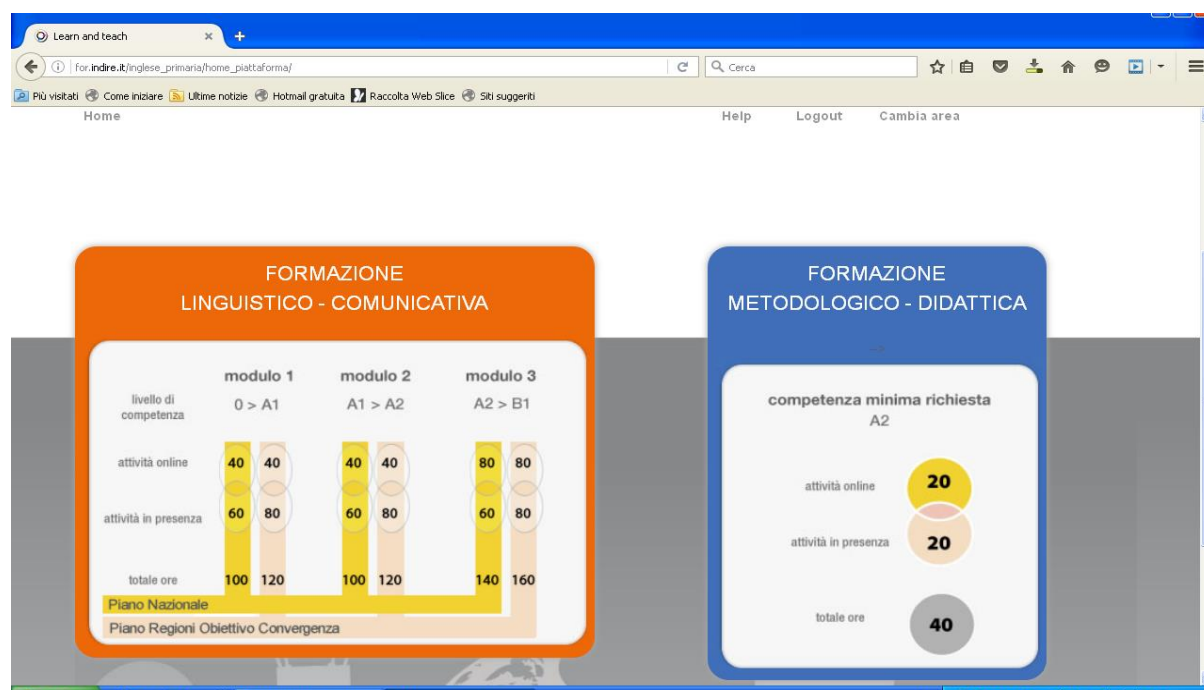 Learn and teach
for.indire.it/inglese_primaria/home_piattaforma/
Cerca
Più visitati Come iniziare Ultime notizie Hotmail gratuita Raccolta Web Slice Siti suggeriti
Home Help Logout Cambia area
FORMAZIONE
LINGUISTICO - COMUNICATIVA
modulo 1 modulo 2 modulo 3
livello di
competenza
0 > A1 A1 > A2 A2 > B1
attività online 40 40 40 40 80 80
attività in presenza 60 80 60 80 60 80
totale ore 100 120 100 120 140 160
Piano Nazionale
Piano Regioni Obiettivo Convergenza
FORMAZIONE
METODOLOGICO - DIDATTICA
-->
competenza minima richiesta
A2
attività online 20
attività in presenza 20
totale ore 40